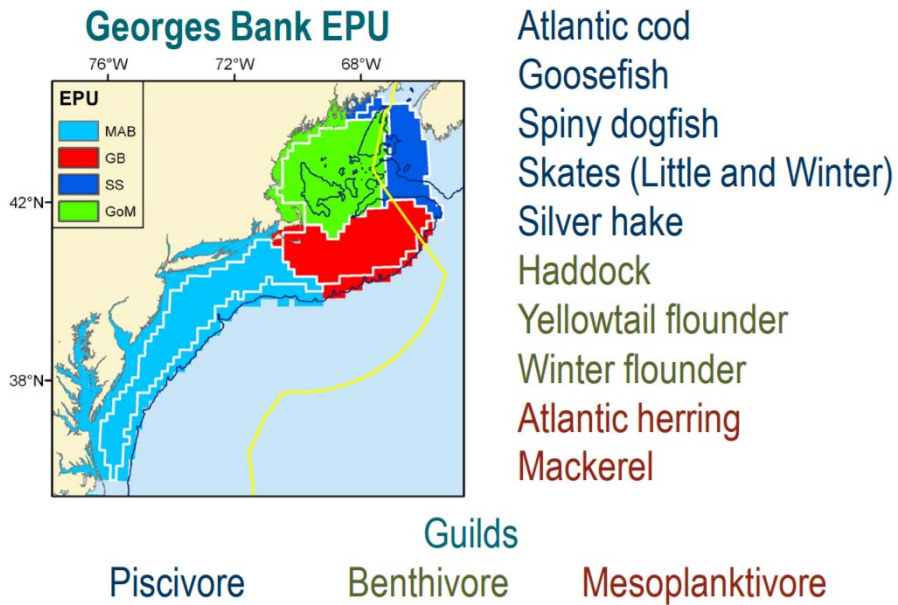 Georges Bank EPU
76°W 72°W 68°W
EPU
MAB
GB
SS
GoM
42°N
38°N
Atlantic cod
Goosefish
Spiny dogfish
Skates (Little and Winter)
Silver hake
Haddock
Yellowtail flounder
Winter flounder
Atlantic herring
Mackerel
Guilds
Piscivore Benthivore Mesoplanktivore